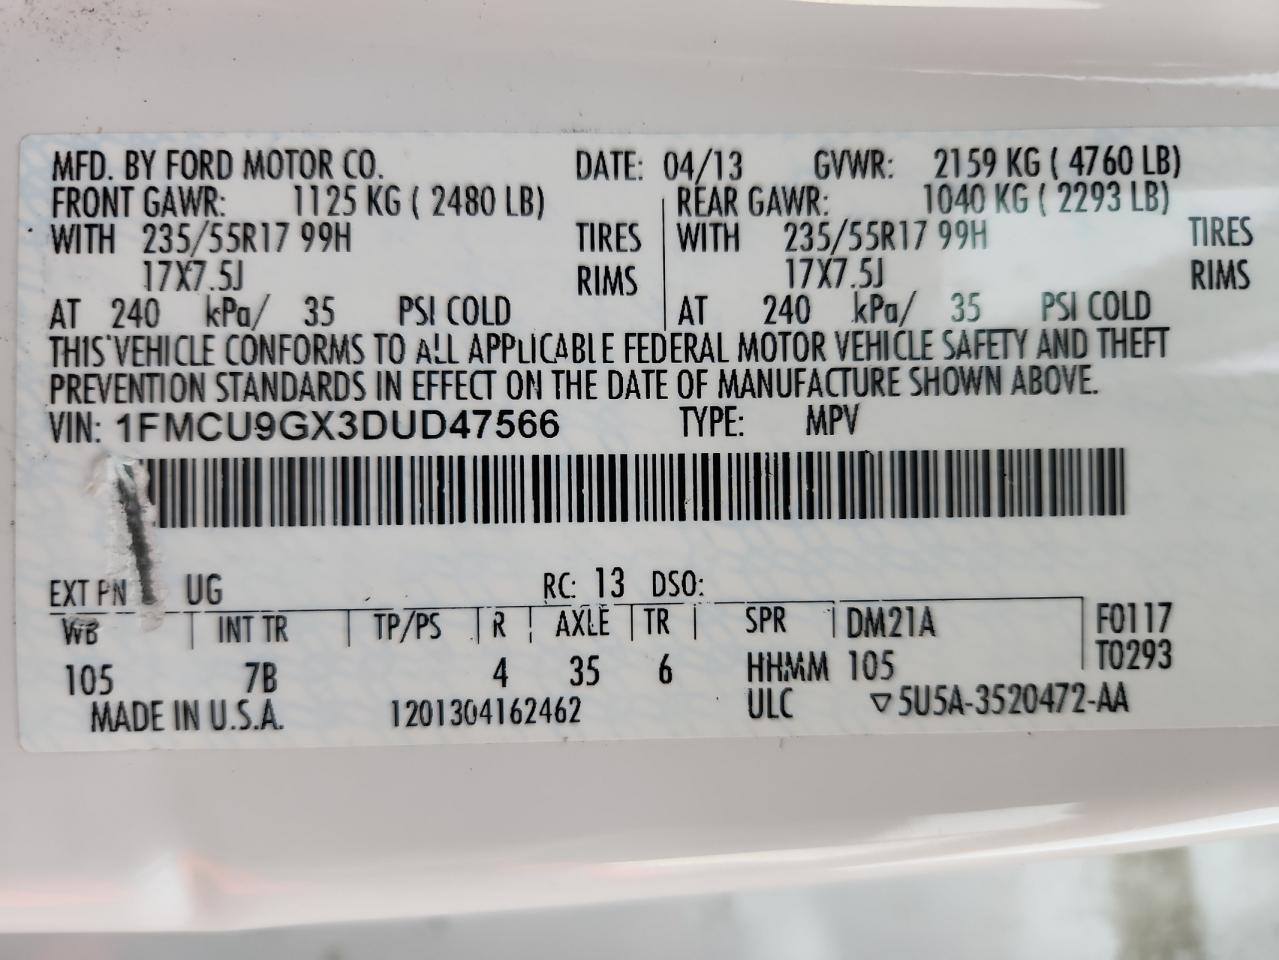 MFD. BY FORD MOTOR CO. DATE: 04/13 GVWR: 2159 KG ( 4760 LB)
FRONT GAWR: 1125 KG ( 2480 LB) REAR GAWR: 1040 KG ( 2293 LB)
WITH 235/55R17 99H TIRES WITH 235/55R17 99H TIRES
17X7.5J RIMS 17X7.5J RIMS
AT 240 kPa/ 35 PSI COLD AT 240 kPa/ 35 PSI COLD
THIS VEHICLE CONFORMS TO ALL APPLICABLE FEDERAL MOTOR VEHICLE SAFETY AND THEFT
PREVENTION STANDARDS IN EFFECT ON THE DATE OF MANUFACTURE SHOWN ABOVE.
VIN: 1FMCU9GX3DUD47566 TYPE: MPV
EXT PN UG RC: 13 DSO:
WB INT TR TP/PS R AXLE TR SPR DM21A F0117
105 7B 4 35 6 HHMM 105 T0293
MADE IN U.S.A. 1201304162462 ULC ▽5U5A-3520472-AA